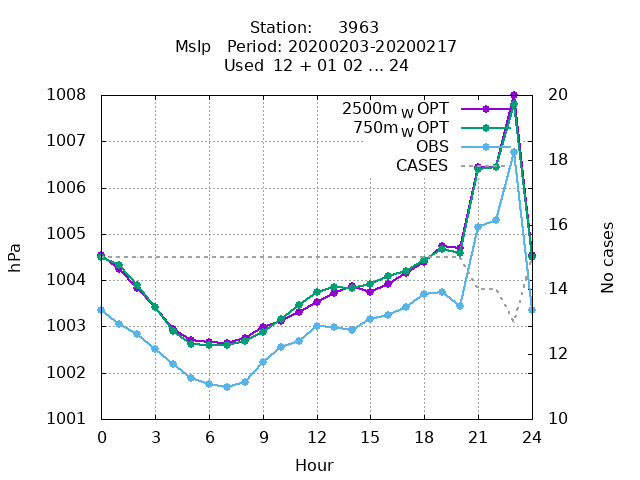 Station: 3963
Mslp Period: 20200203-20200217
Used 12 + 01 02 ... 24
1008
1007
1006
1005
1004
1003
1002
1001
hPa
2500m W OPT
750m W OPT
OBS
CASES
20
18
16
14
12
10
No cases
0 3 6 9 12 15 18 21 24
Hour